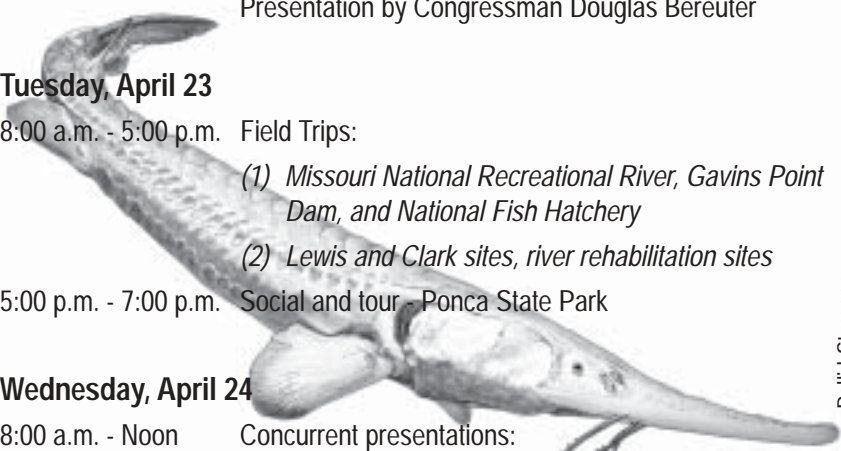 Presentation by Congressman Douglas Bereuter
Tuesday, April 23
8:00 a.m. - 5:00 p.m. Field Trips:
(1) Missouri National Recreational River, Gavins Point
Dam, and National Fish Hatchery
(2) Lewis and Clark sites, river rehabilitation sites
5:00 p.m. - 7:00 p.m. Social and tour - Ponca State Park
Wednesday, April 24
8:00 a.m. - Noon Concurrent presentations: